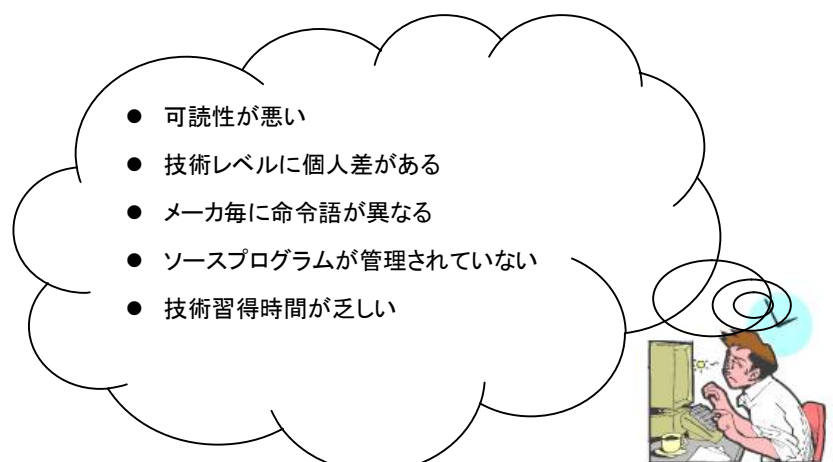 ● 可読性が悪い
● 技術レベルに個人差がある
● メーカ毎に命令語が異なる
● ソースプログラムが管理されていない
● 技術習得時間が乏しい